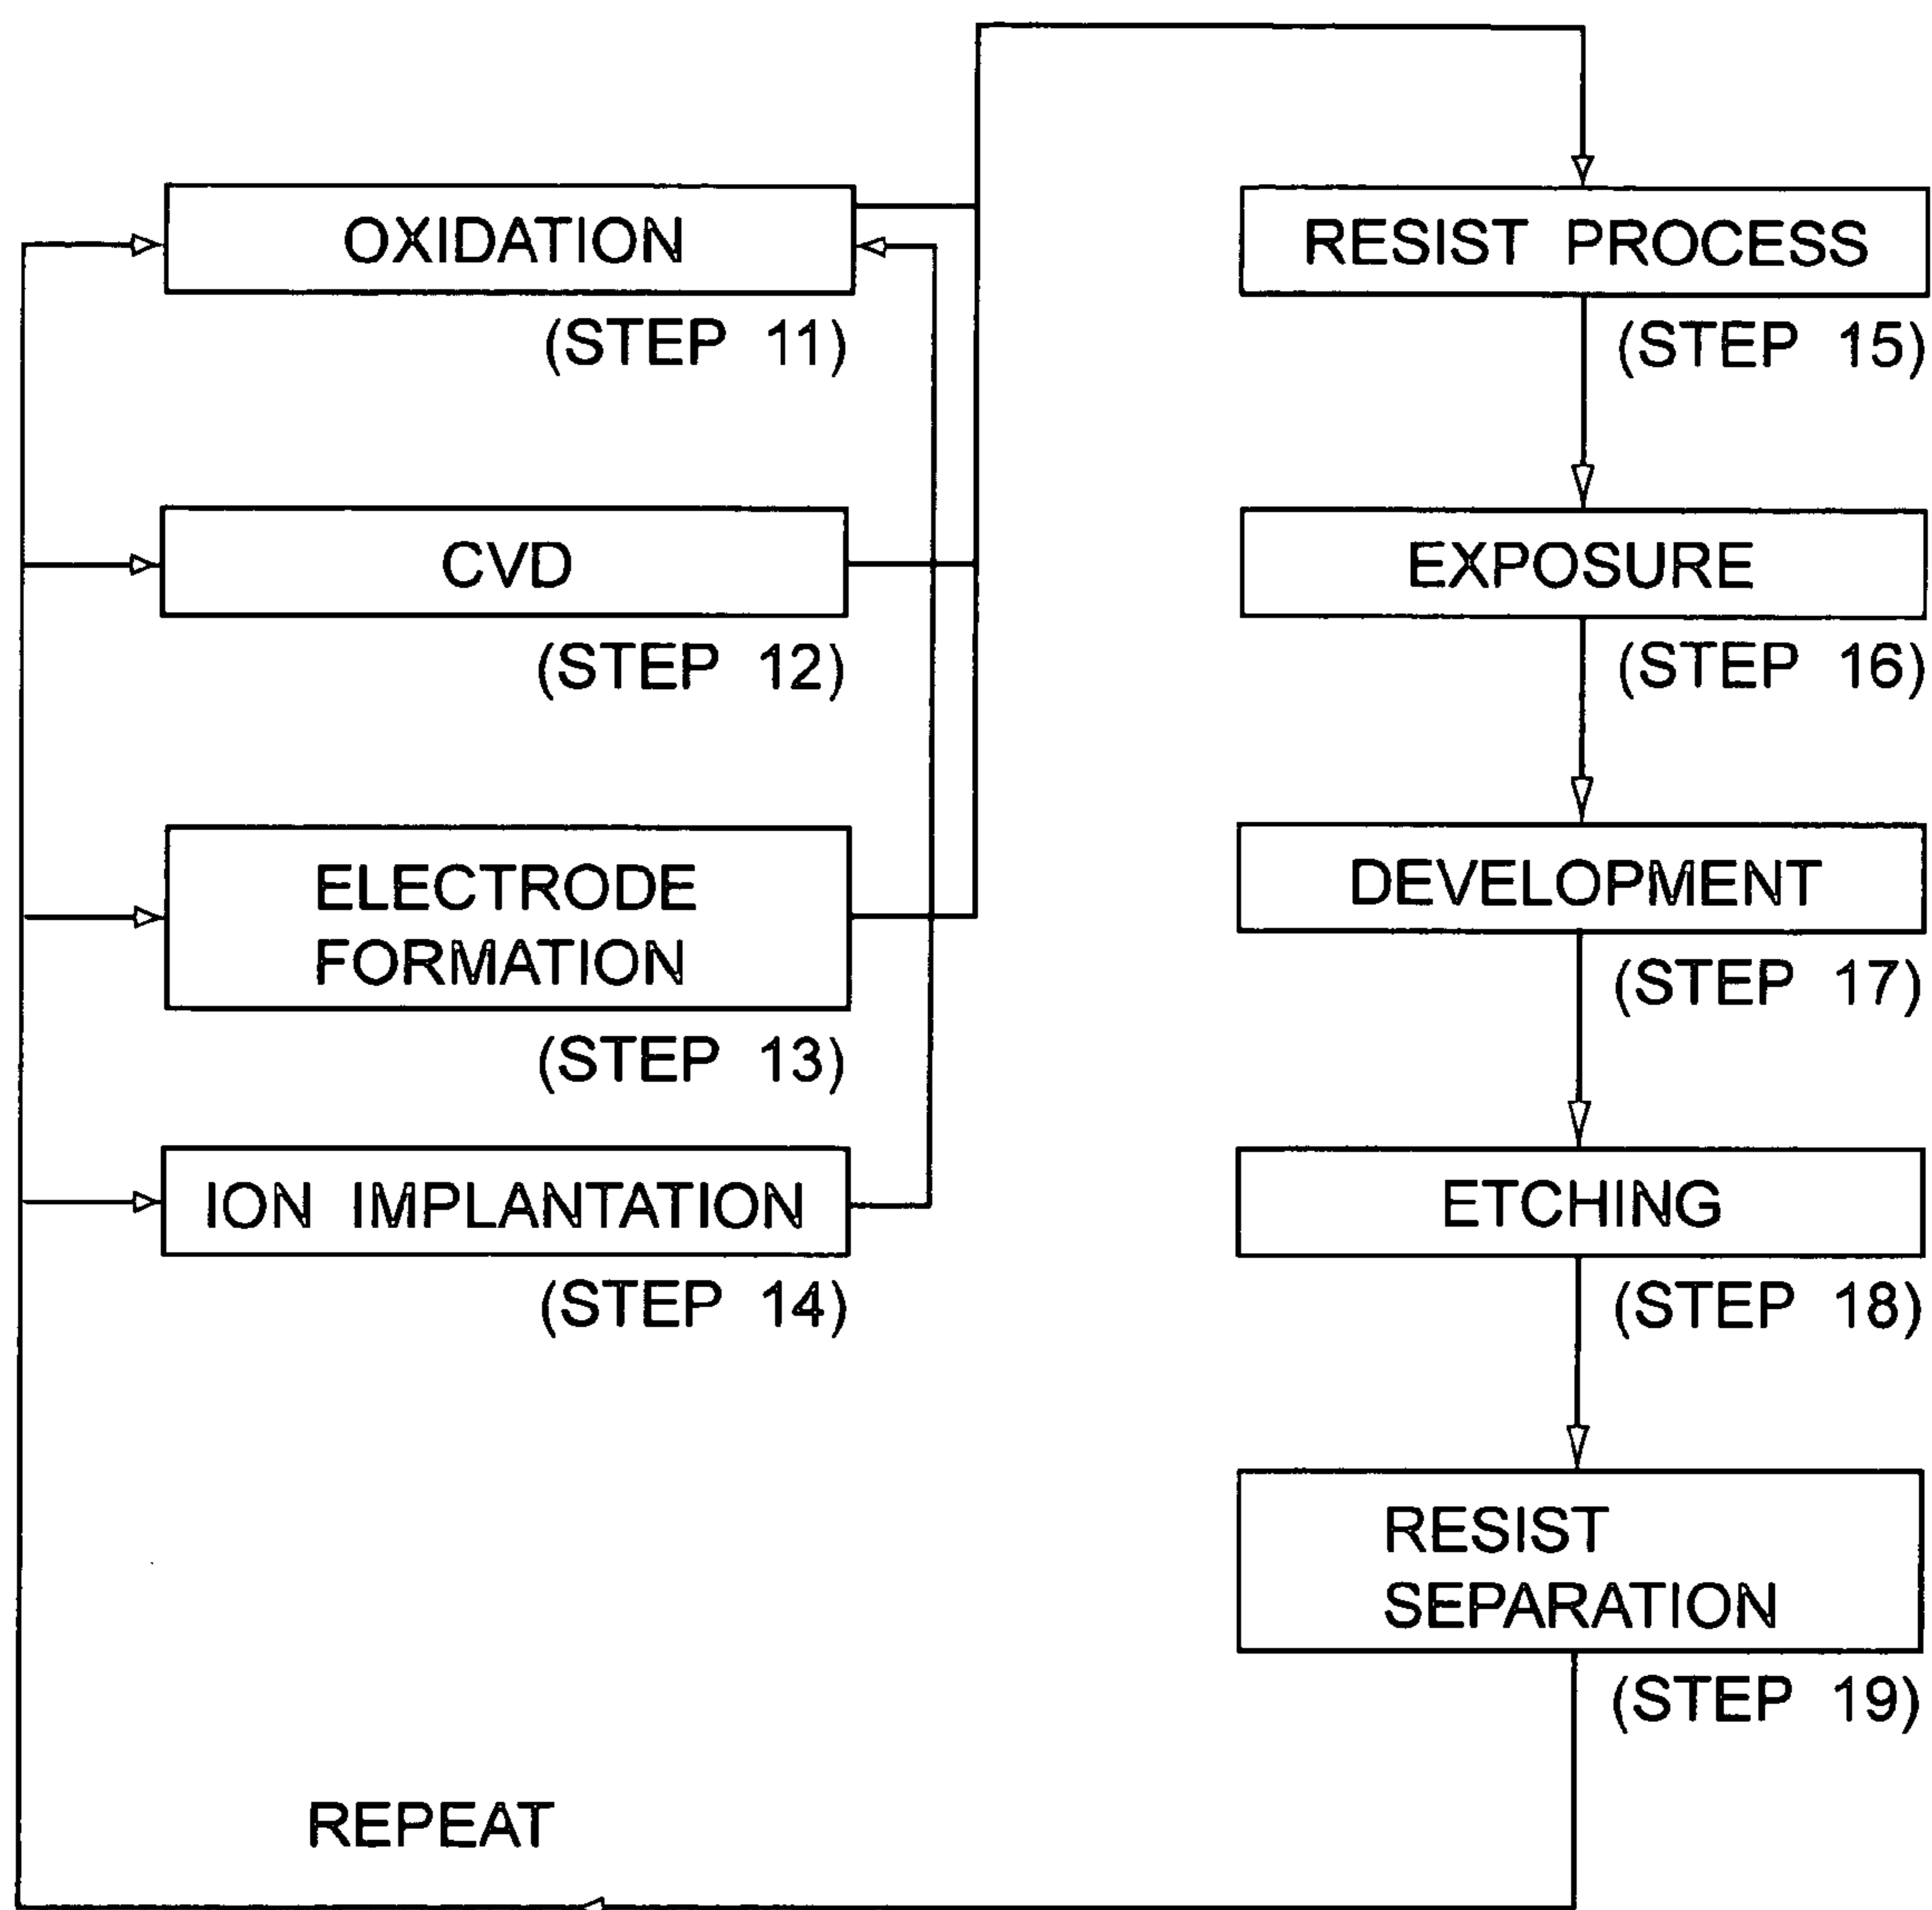 OXIDATION
(STEP 11)
CVD
(STEP 12)
ELECTRODE
FORMATION
(STEP 13)
ION IMPLANTATION
(STEP 14)
RESIST PROCESS
(STEP 15)
EXPOSURE
(STEP 16)
DEVELOPMENT
(STEP 17)
ETCHING
(STEP 18)
RESIST
SEPARATION
(STEP 19)
REPEAT